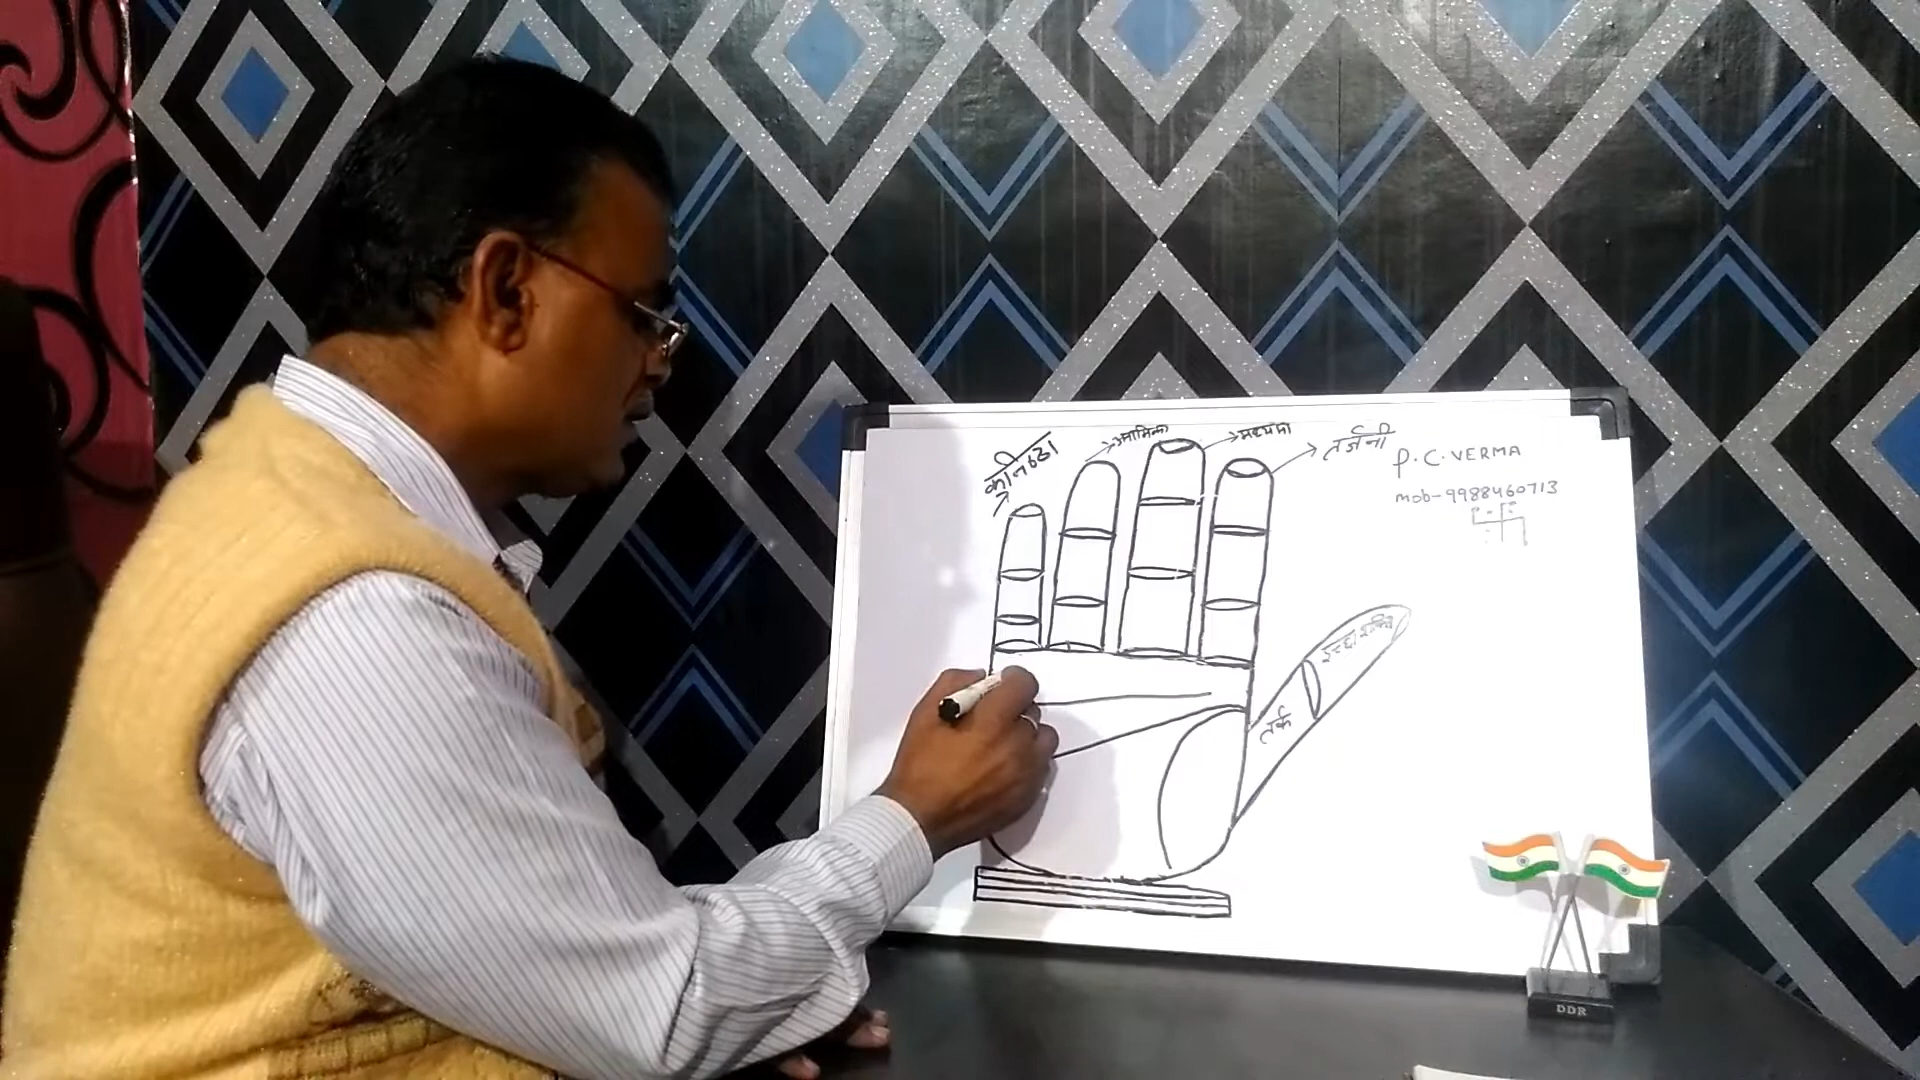 कनिष्ठा
अनामिका
मध्यमा
तर्जनी
P.C.VERMA
mob-9988460713
इच्छा शक्ति
तर्क
DDR